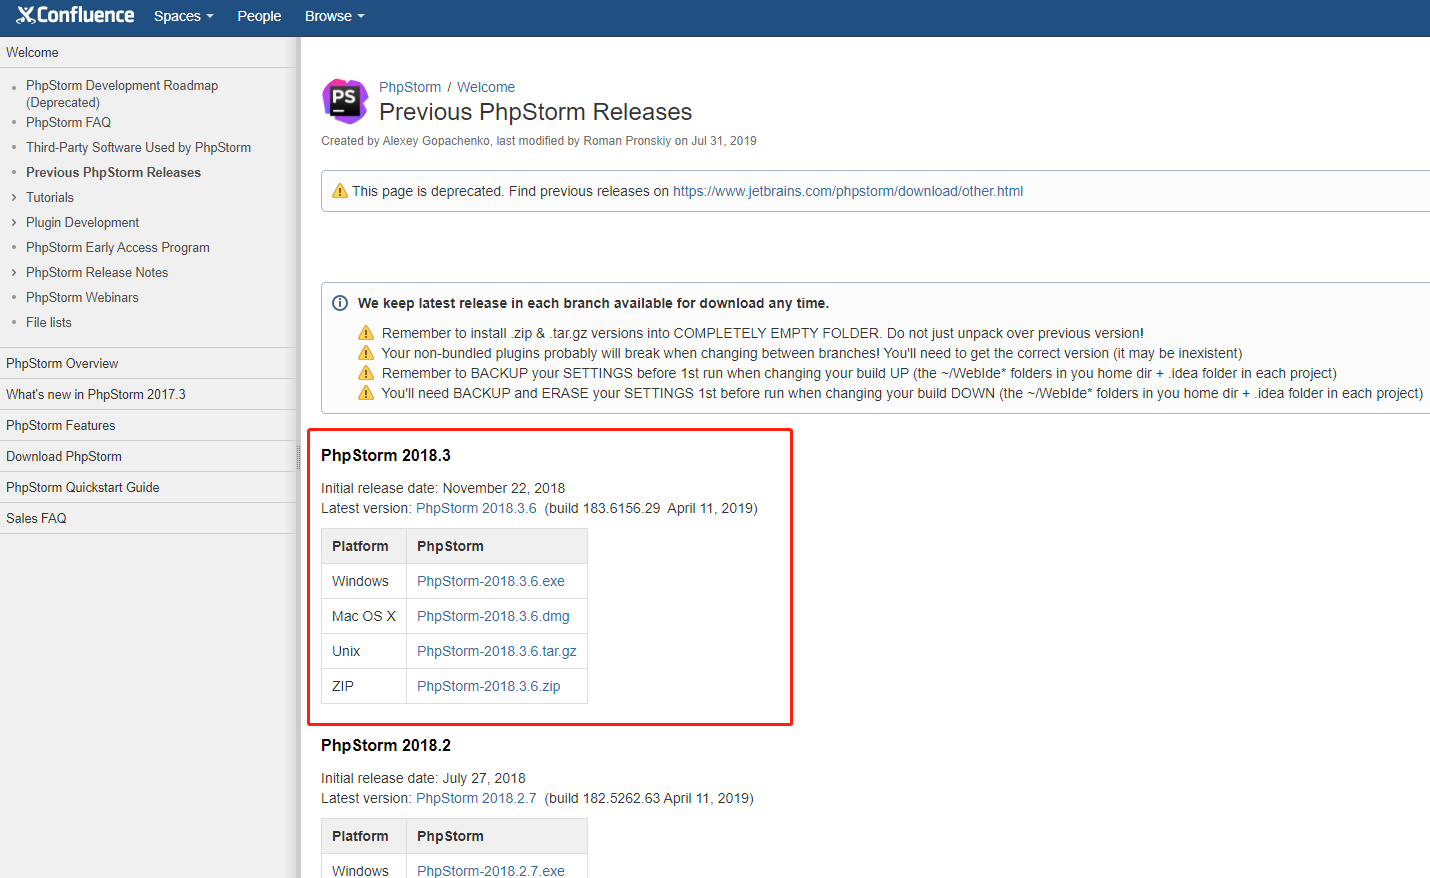 Confluence Spaces People Browse
Welcome
PhpStorm Development Roadmap
(Deprecated)
PhpStorm FAQ
Third-Party Software Used by PhpStorm
Previous PhpStorm Releases
Tutorials
Plugin Development
PhpStorm Early Access Program
PhpStorm Release Notes
PhpStorm Webinars
File lists
PhpStorm Overview
What's new in PhpStorm 2017.3
PhpStorm Features
Download PhpStorm
PhpStorm Quickstart Guide
Sales FAQ
PS
PhpStorm / Welcome
Previous PhpStorm Releases
Created by Alexey Gopachenko, last modified by Roman Pronskiy on Jul 31, 2019
This page is deprecated. Find previous releases on https://www.jetbrains.com/phpstorm/download/other.html
We keep latest release in each branch available for download any time.
Remember to install .zip & .tar.gz versions into COMPLETELY EMPTY FOLDER. Do not just unpack over previous version!
Your non-bundled plugins probably will break when changing between branches! You'll need to get the correct version (it may be inexistent)
Remember to BACKUP your SETTINGS before 1st run when changing your build UP (the ~/WebIde* folders in you home dir + .idea folder in each project)
You'll need BACKUP and ERASE your SETTINGS 1st before run when changing your build DOWN (the ~/WebIde* folders in you home dir + .idea folder in each project)
PhpStorm 2018.3
Initial release date: November 22, 2018
Latest version: PhpStorm 2018.3.6 (build 183.6156.29 April 11, 2019)
Platform PhpStorm
Windows PhpStorm-2018.3.6.exe
Mac OS X PhpStorm-2018.3.6.dmg
Unix PhpStorm-2018.3.6.tar.gz
ZIP PhpStorm-2018.3.6.zip
PhpStorm 2018.2
Initial release date: July 27, 2018
Latest version: PhpStorm 2018.2.7 (build 182.5262.63 April 11, 2019)
Platform PhpStorm
Windows PhpStorm-2018.2.7.exe